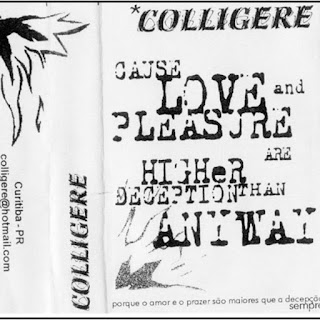 *COLLIGERE
CAUSE
LOVE and
PLEASURE
ARE
HIGHeR
DECEPTION THAN
ANYWAY
porque o amor e o prazer são maiores que a decepção
sempre
COLLIGERE
Curitiba - PR
colligere@hotmail.com